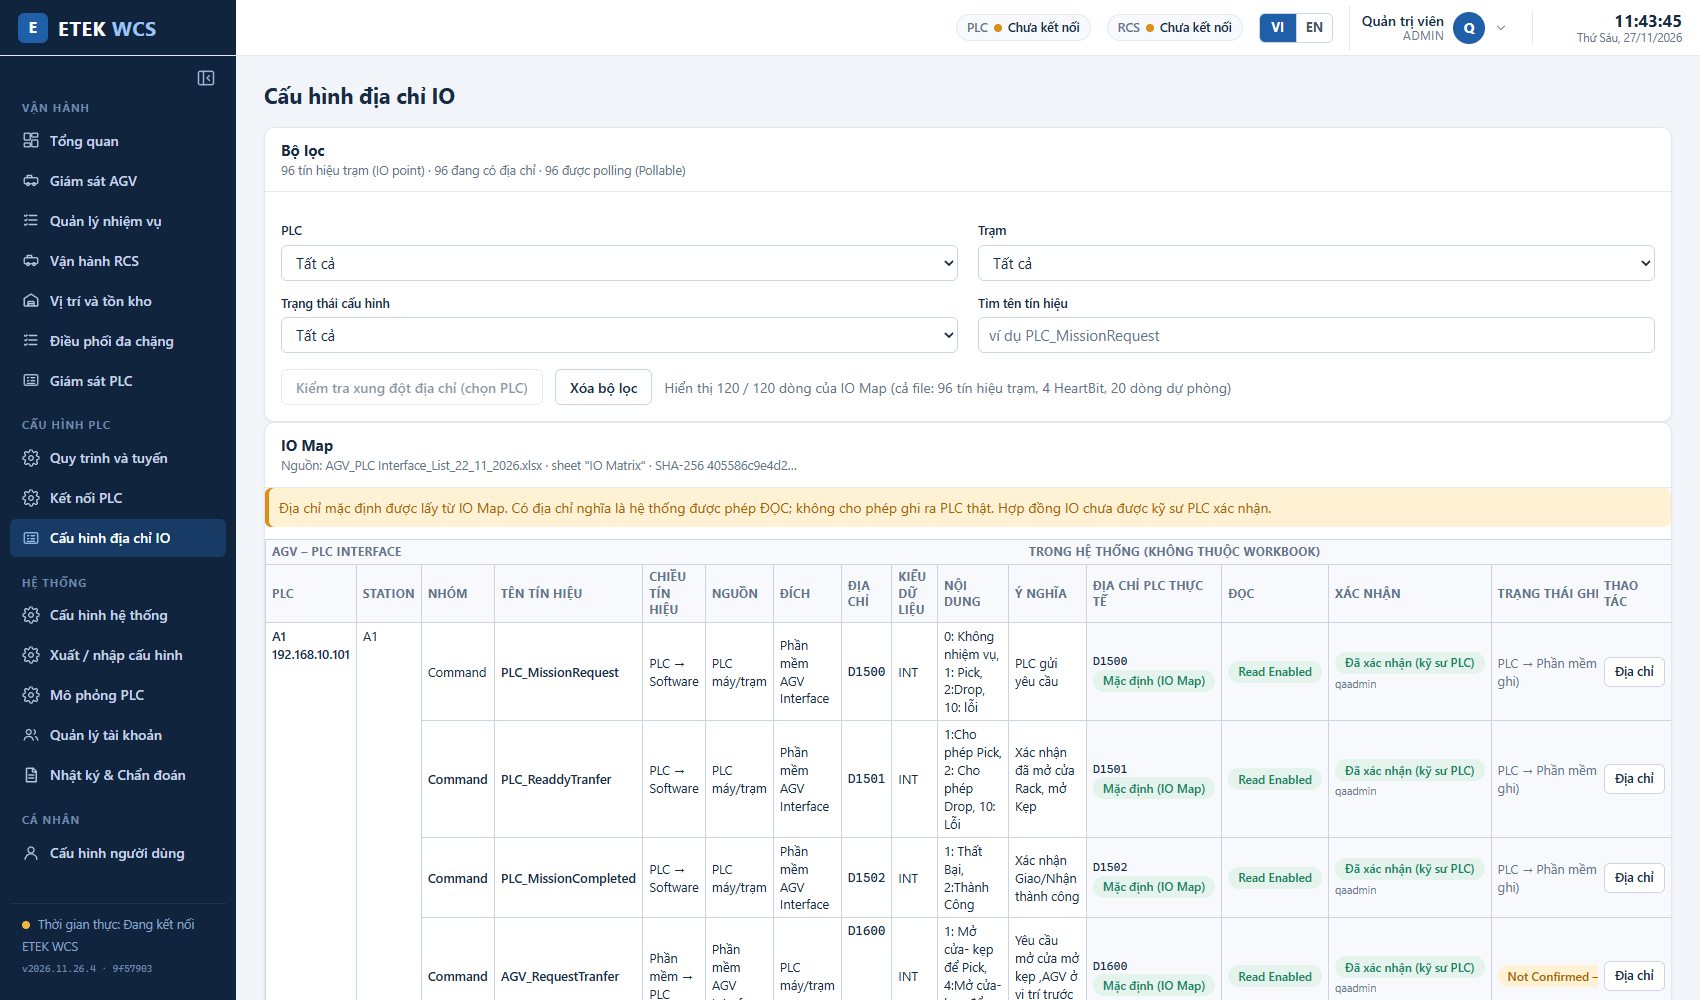 E ETEK WCS
PLC Chưa kết nối
RCS Chưa kết nối
VI EN
Quản trị viên
ADMIN
Q
11:43:45
Thứ Sáu, 27/11/2026
VẬN HÀNH
Tổng quan
Giám sát AGV
Quản lý nhiệm vụ
Vận hành RCS
Vị trí và tồn kho
Điều phối đa chặng
Giám sát PLC
CẤU HÌNH PLC
Quy trình và tuyến
Kết nối PLC
Cấu hình địa chỉ IO
HỆ THỐNG
Cấu hình hệ thống
Xuất / nhập cấu hình
Mô phỏng PLC
Quản lý tài khoản
Nhật ký & Chẩn đoán
CÁ NHÂN
Cấu hình người dùng
Thời gian thực: Đang kết nối
ETEK WCS
v2026.11.26.4 · 9f57903
Cấu hình địa chỉ IO
Bộ lọc
96 tín hiệu trạm (IO point) · 96 đang có địa chỉ · 96 được polling (Pollable)
PLC
Tất cả
Trạm
Tất cả
Trạng thái cấu hình
Tất cả
Tìm tên tín hiệu
ví dụ PLC_MissionRequest
Kiểm tra xung đột địa chỉ (chọn PLC)
Xóa bộ lọc
Hiển thị 120 / 120 dòng của IO Map (cả file: 96 tín hiệu trạm, 4 HeartBit, 20 dòng dự phòng)
IO Map
Nguồn: AGV_PLC Interface_List_22_11_2026.xlsx · sheet "IO Matrix" · SHA-256 405586c9e4d2...
Địa chỉ mặc định được lấy từ IO Map. Có địa chỉ nghĩa là hệ thống được phép ĐỌC; không cho phép ghi ra PLC thật. Hợp đồng IO chưa được kỹ sư PLC xác nhận.
AGV – PLC INTERFACE
TRONG HỆ THỐNG (KHÔNG THUỘC WORKBOOK)
PLC
STATION
NHÓM
TÊN TÍN HIỆU
CHIỀU
TÍN
HIỆU
NGUỒN
ĐÍCH
ĐỊA
CHỈ
KIỂU
DỮ
LIỆU
NỘI
DUNG
Ý NGHĨA
ĐỊA CHỈ PLC THỰC
TẾ
ĐỌC
XÁC NHẬN
TRẠNG THÁI GHI
THAO
TÁC
A1
192.168.10.101
A1
Command
PLC_MissionRequest
PLC →
Software
PLC
máy/trạm
Phần
mềm
AGV
Interface
D1500
INT
0: Không
nhiệm vụ,
1: Pick,
2:Drop,
10: lỗi
PLC gửi
yêu cầu
D1500
Mặc định (IO Map)
Read Enabled
Đã xác nhận (kỹ sư PLC)
qaadmin
PLC → Phần mềm
ghi)
Địa chỉ
Command
PLC_ReaddyTranfer
PLC →
Software
PLC
máy/trạm
Phần
mềm
AGV
Interface
D1501
INT
1:Cho
phép Pick,
2: Cho
phép
Drop, 10:
Lỗi
Xác nhận
đã mở cửa
Rack, mở
Kẹp
D1501
Mặc định (IO Map)
Read Enabled
Đã xác nhận (kỹ sư PLC)
qaadmin
PLC → Phần mềm
ghi)
Địa chỉ
Command
PLC_MissionCompleted
PLC →
Software
PLC
máy/trạm
Phần
mềm
AGV
Interface
D1502
INT
1: Thất
Bại,
2:Thành
Công
Xác nhận
Giao/Nhận
thành công
D1502
Mặc định (IO Map)
Read Enabled
Đã xác nhận (kỹ sư PLC)
qaadmin
PLC → Phần mềm
ghi)
Địa chỉ
Command
AGV_RequestTranfer
Phần
mềm →
PLC
Phần
mềm
AGV
PLC
máy/trạm
D1600
INT
1: Mở
cửa- kẹp
để Pick,
4:Mở cửa-
Yêu cầu
mở cửa mở
kẹp ,AGV ở
vị trí trước
D1600
Mặc định (IO Map)
Read Enabled
Đã xác nhận (kỹ sư PLC)
qaadmin
Not Confirmed –
Địa chỉ